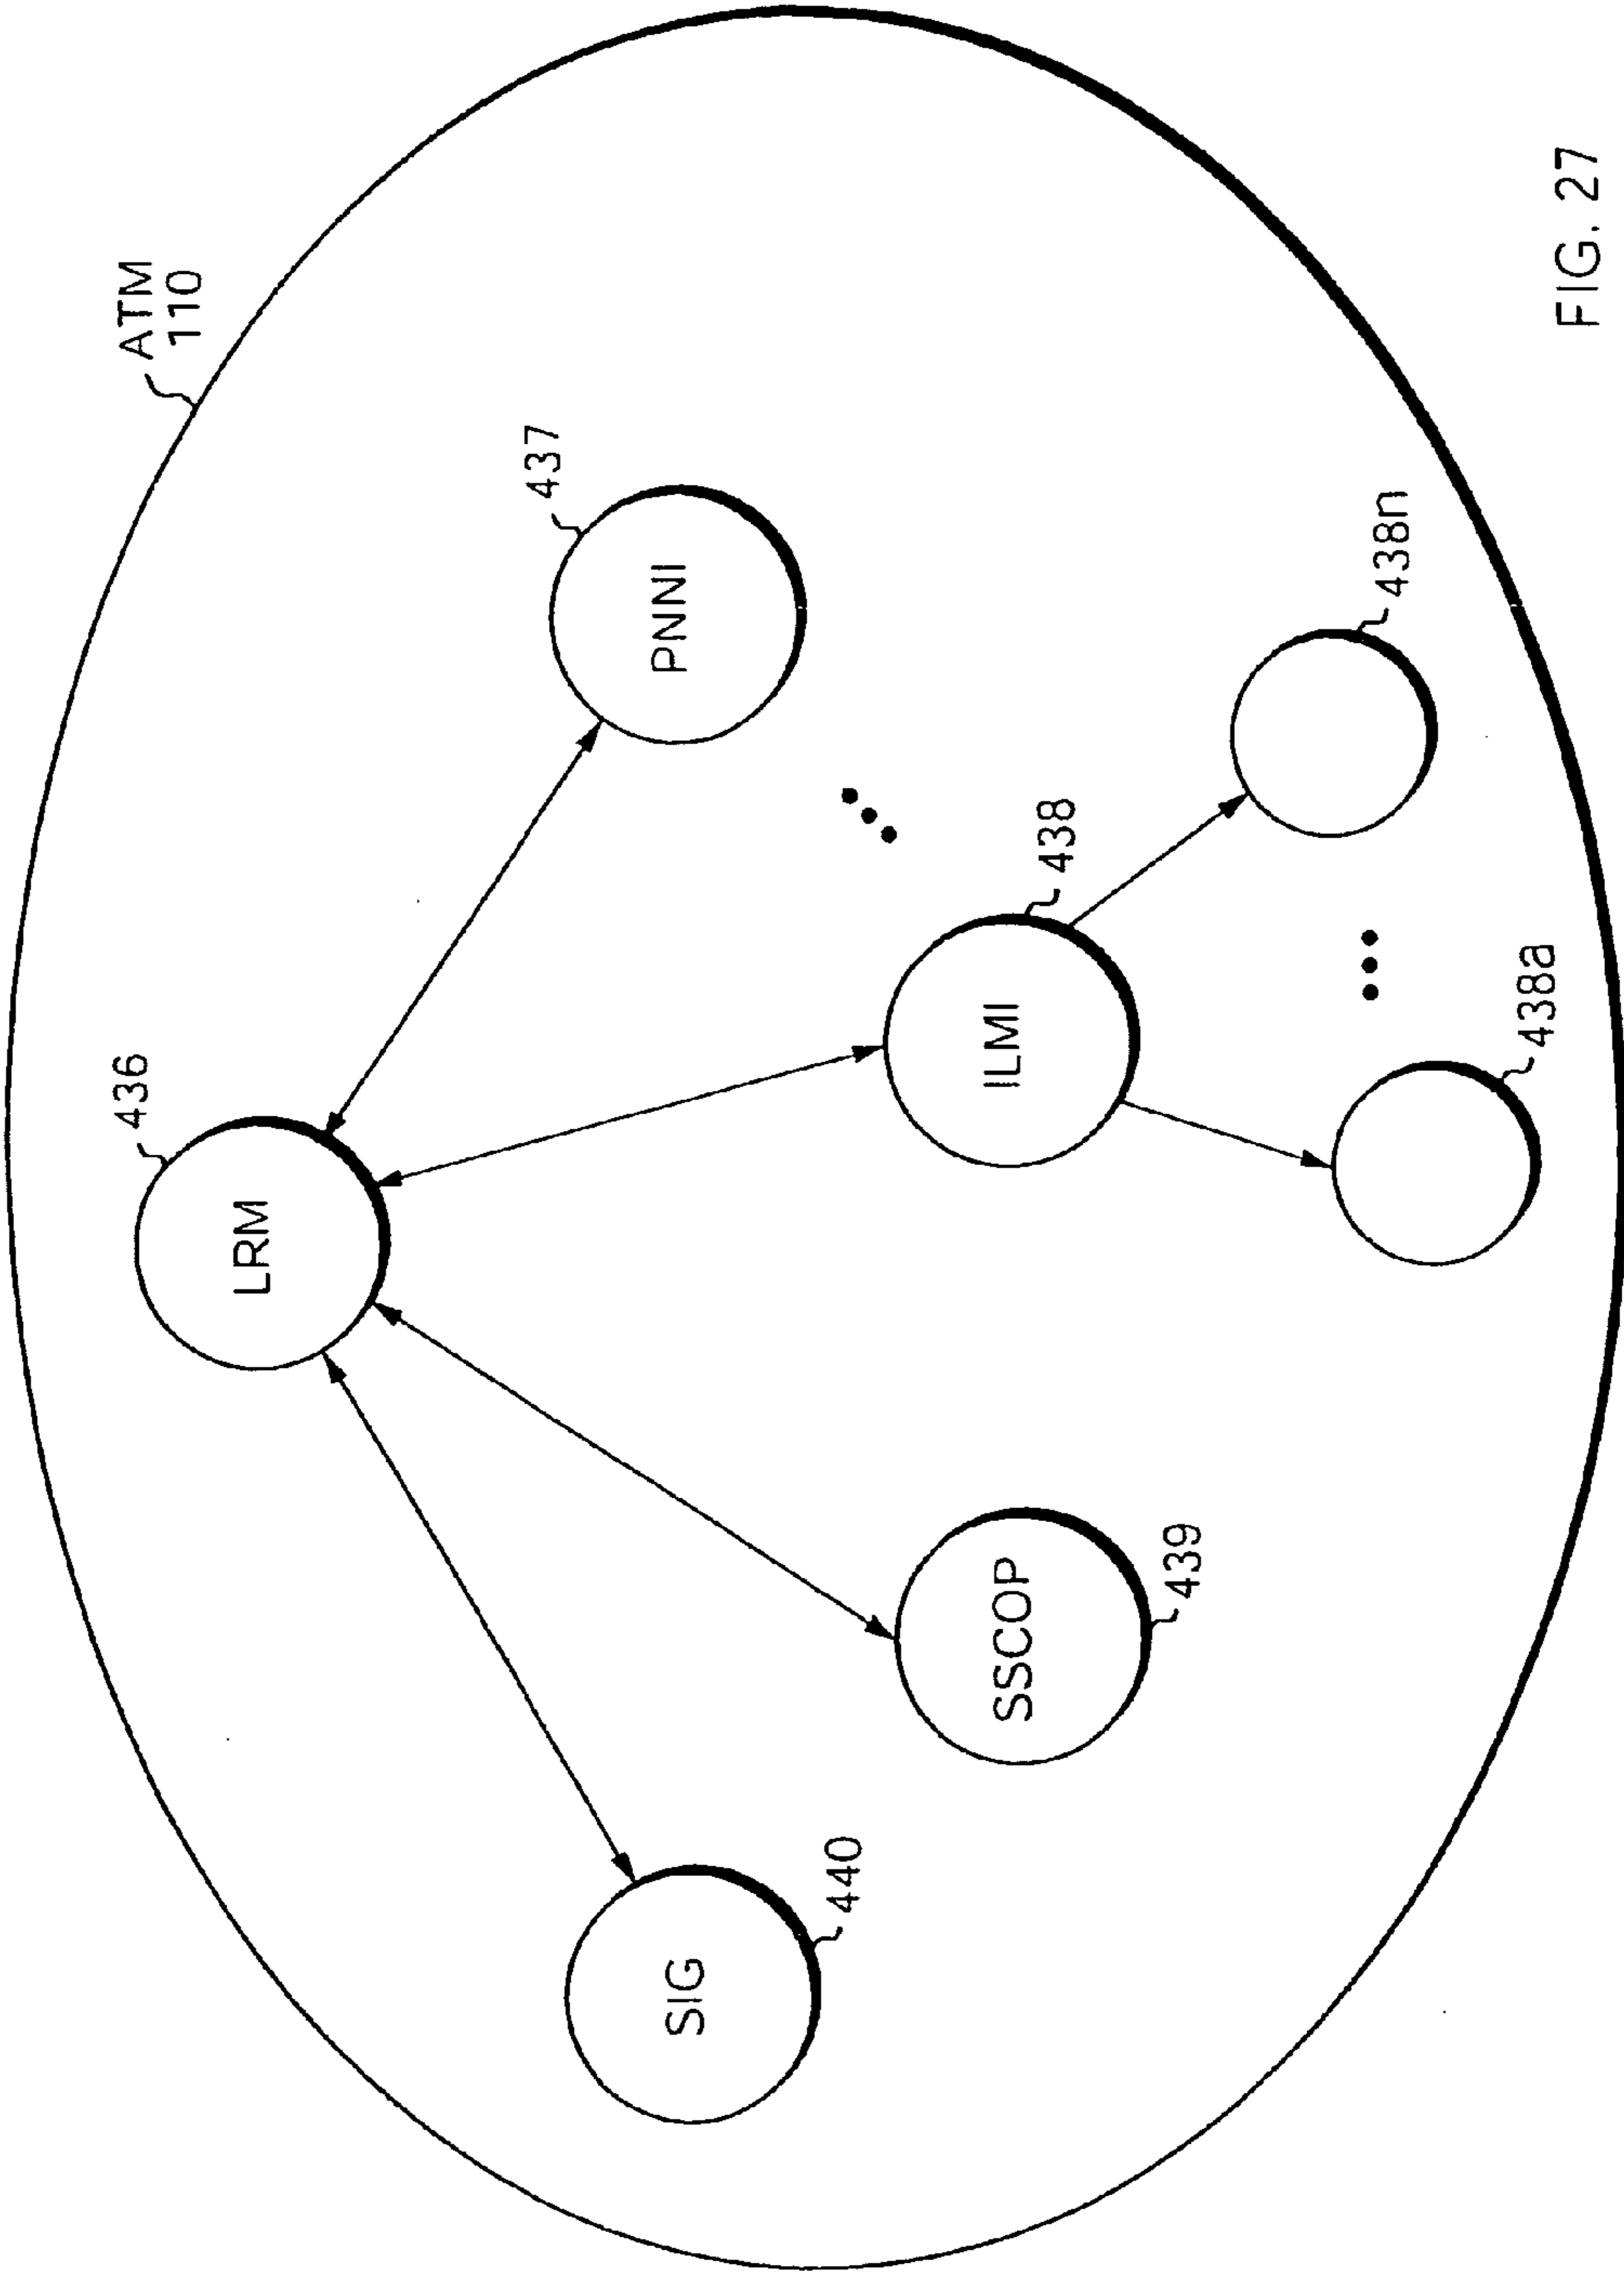 ATM
110
436
LRM
437
PNNI
SIG
440
SSCOP
439
ILMI
438
438a
438n
FIG. 27